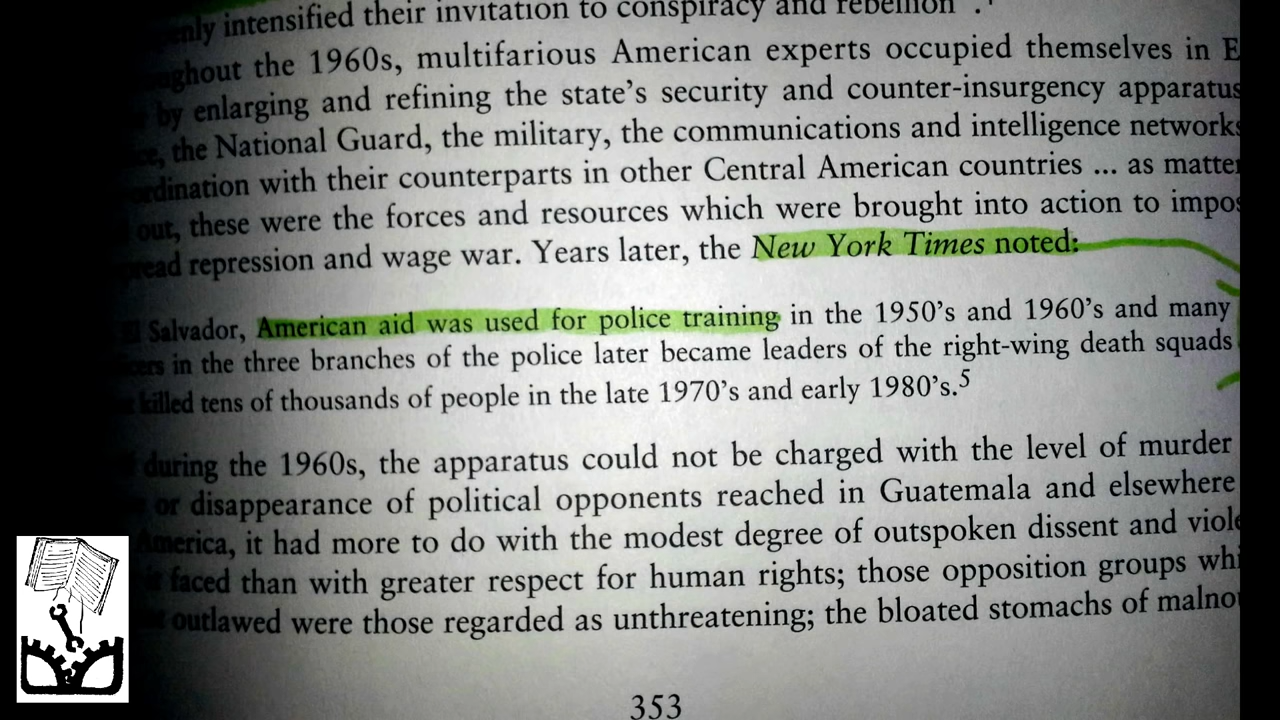 intensified their invitation to conspiracy and rebellion'.4
the 1960s, multifarious American experts occupied themselves in E
by enlarging and refining the state's security and counter-insurgency apparatus
the National Guard, the military, the communications and intelligence networks
with their counterparts in other Central American countries ... as matter
out, these were the forces and resources which were brought into action to impos
repression and wage war. Years later, the New York Times noted:
Salvador, American aid was used for police training in the 1950's and 1960's and many
in the three branches of the police later became leaders of the right-wing death squads
killed tens of thousands of people in the late 1970's and early 1980's.5
during the 1960s, the apparatus could not be charged with the level of murder
or disappearance of political opponents reached in Guatemala and elsewhere
America, it had more to do with the modest degree of outspoken dissent and viole
faced than with greater respect for human rights; those opposition groups whi
outlawed were those regarded as unthreatening; the bloated stomachs of malnou
353